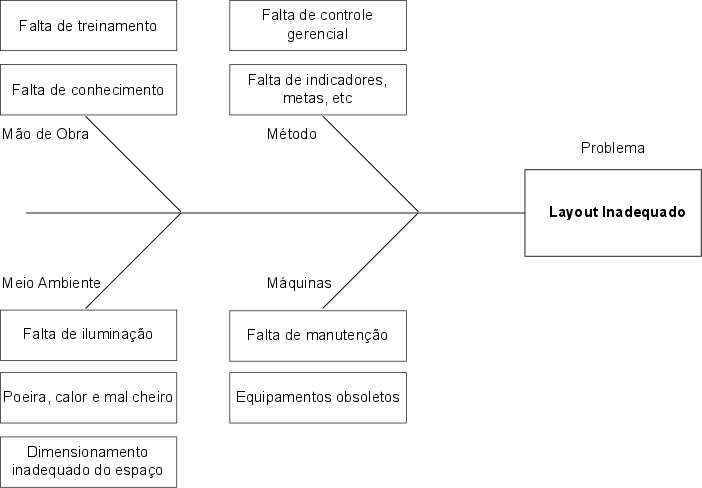 Falta de treinamento
Falta de controle
gerencial
Falta de conhecimento
Falta de indicadores,
metas, etc
Mão de Obra
Método
Problema
Layout Inadequado
Meio Ambiente
Máquinas
Falta de iluminação
Falta de manutenção
Poeira, calor e mal cheiro
Equipamentos obsoletos
Dimensionamento
inadequado do espaço